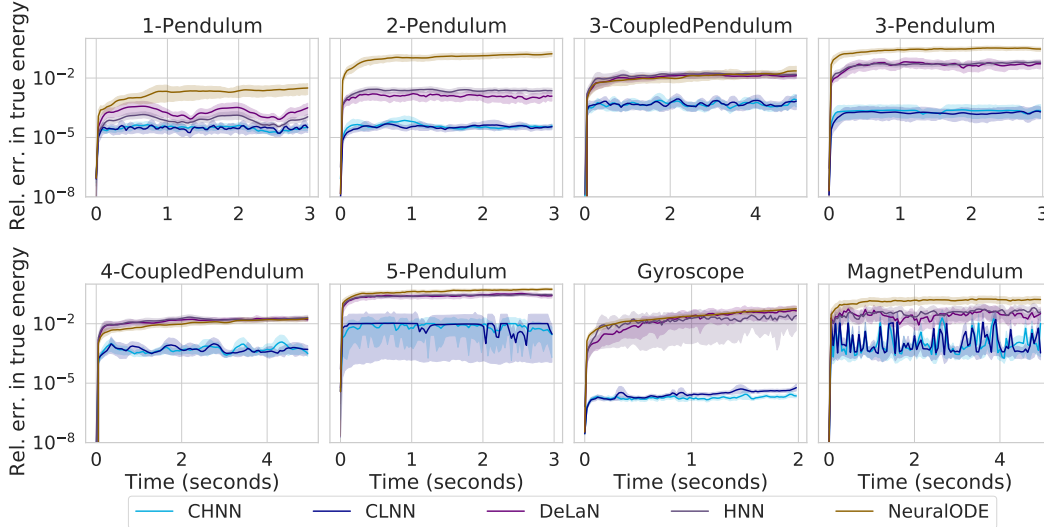 1-Pendulum 2-Pendulum 3-CoupledPendulum 3-Pendulum
Rel. err. in true energy
10⁻²
10⁻⁵
10⁻⁸
0 1 2 3 0 1 2 3 0 2 4 0 1 2 3
4-CoupledPendulum 5-Pendulum Gyroscope MagnetPendulum
Rel. err. in true energy
10⁻²
10⁻⁵
10⁻⁸
0 2 4 0 1 2 3 0 1 2 0 2 4
Time (seconds) Time (seconds) Time (seconds) Time (seconds)
CHNN CLNN DeLaN HNN NeuralODE